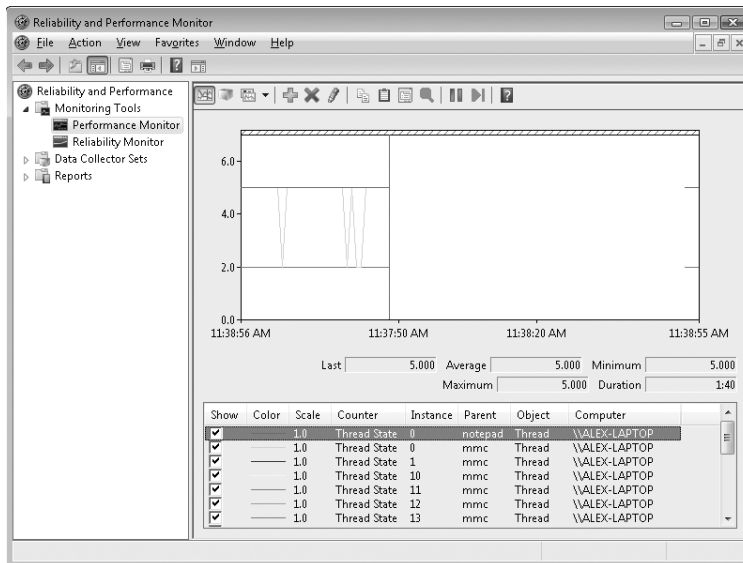 Reliability and Performance Monitor
File Action View Favorites Window Help
Reliability and Performance
Monitoring Tools
Performance Monitor
Reliability Monitor
Data Collector Sets
Reports
6.0
4.0
2.0
0.0
11:38:56 AM 11:37:50 AM 11:38:20 AM 11:38:55 AM
Last 5.000 Average 5.000 Minimum 5.000
Maximum 5.000 Duration 1:40
Show Color Scale Counter Instance Parent Object Computer
1.0 Thread State 0 notepad Thread \\ALEX-LAPTOP
1.0 Thread State 0 mmc Thread \\ALEX-LAPTOP
1.0 Thread State 1 mmc Thread \\ALEX-LAPTOP
1.0 Thread State 10 mmc Thread \\ALEX-LAPTOP
1.0 Thread State 11 mmc Thread \\ALEX-LAPTOP
1.0 Thread State 12 mmc Thread \\ALEX-LAPTOP
1.0 Thread State 13 mmc Thread \\ALEX-LAPTOP